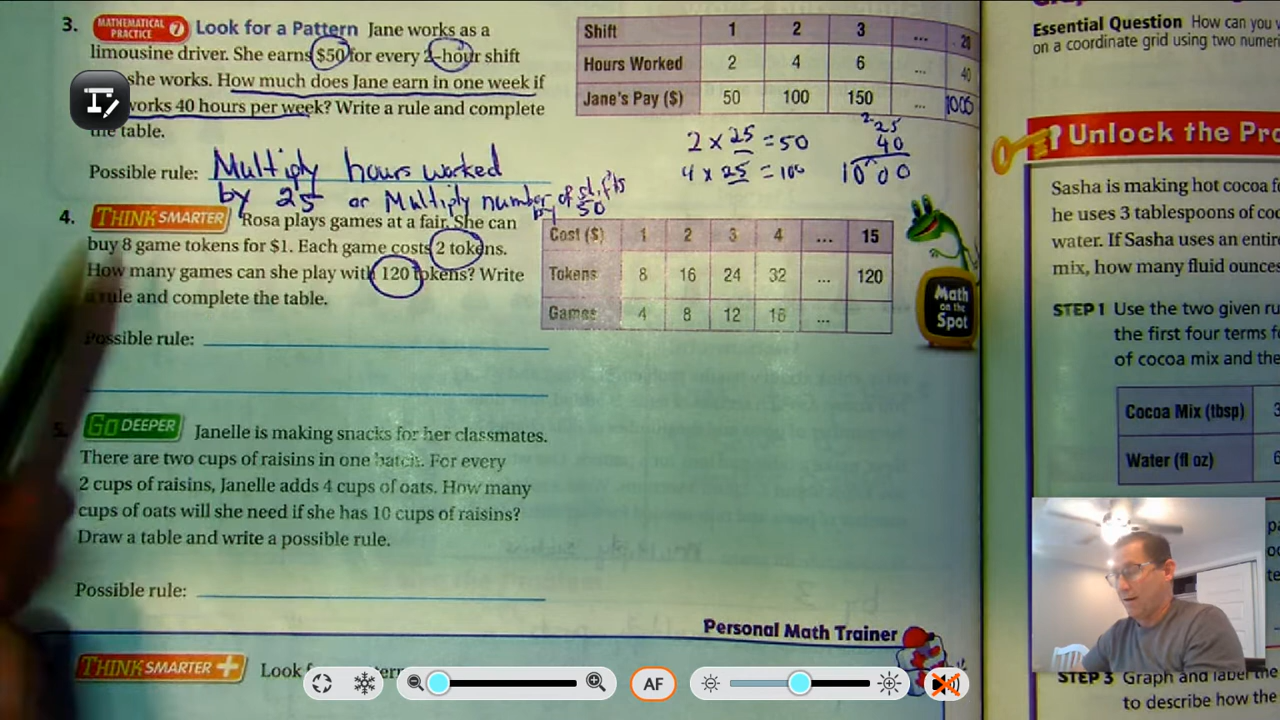 3. MATHEMATICAL PRACTICE 7 Look for a Pattern Jane works as a
limousine driver. She earns $50 for every 2-hour shift
she works. How much does Jane earn in one week if
works 40 hours per week? Write a rule and complete
the table.
Possible rule: Multiply hours worked
by 25 or Multiply number of shifts
by 50
Shift 1 2 3 ... 20
Hours Worked 2 4 6 ... 40
Jane's Pay ($) 50 100 150 ... 1000
2 × 25 = 50
4 × 25 = 100
2
25
40
1000
4. THINK SMARTER Rosa plays games at a fair. She can
buy 8 game tokens for $1. Each game costs 2 tokens.
How many games can she play with 120 tokens? Write
a rule and complete the table.
Possible rule:
Cost ($) 1 2 3 4 ... 15
Tokens 8 16 24 32 ... 120
Games 4 8 12 16 ...
Math
on the
Spot
5. GO DEEPER Janelle is making snacks for her classmates.
There are two cups of raisins in one batch. For every
2 cups of raisins, Janelle adds 4 cups of oats. How many
cups of oats will she need if she has 10 cups of raisins?
Draw a table and write a possible rule.
Possible rule:
Personal Math Trainer
THINK SMARTER + Look
AF
Essential Question How can you
on a coordinate grid using two numeri
Unlock the Pro
Sasha is making hot cocoa f
he uses 3 tablespoons of coc
water. If Sasha uses an entire
mix, how many fluid ounces
STEP 1 Use the two given ru
the first four terms f
of cocoa mix and the
Cocoa Mix (tbsp) 3
Water (fl oz) 6
STEP 3 Graph and label the
to describe how the